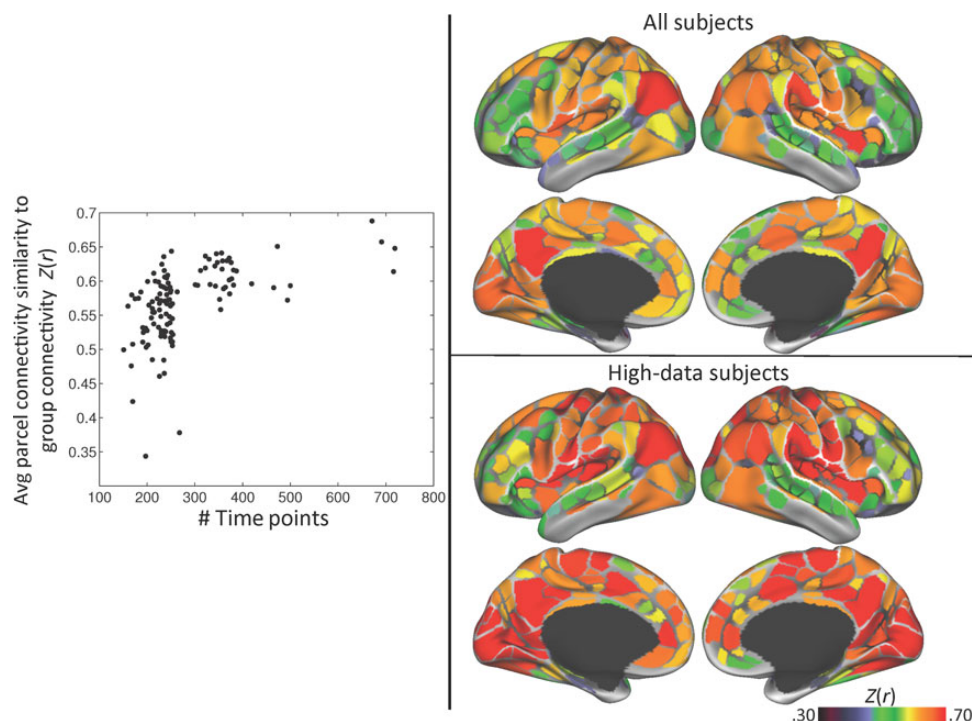 All subjects
Avg parcel connectivity similarity to
group connectivity Z(r)
0.7
0.65
0.6
0.55
0.5
0.45
0.4
0.35
100 200 300 400 500 600 700 800
# Time points
High-data subjects
Z(r)
.30 .70